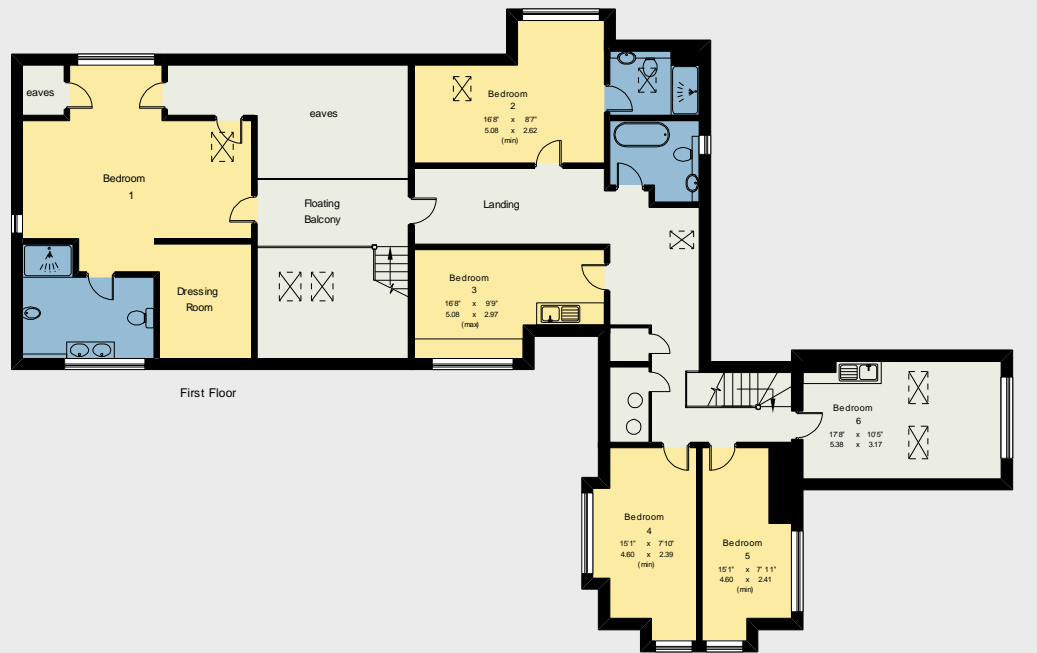 eaves
eaves
Bedroom
1
Floating
Balcony
Dressing
Room
First Floor
Bedroom
2
16'8" x 8'7"
5.08 x 2.62
(min)
Landing
Bedroom
3
16'8" x 9'9"
5.08 x 2.97
(max)
Bedroom
4
15'1" x 7'10"
4.60 x 2.39
(min)
Bedroom
5
15'1" x 7' 11"
4.60 x 2.41
(min)
Bedroom
6
17'8" x 10'5"
5.38 x 3.17